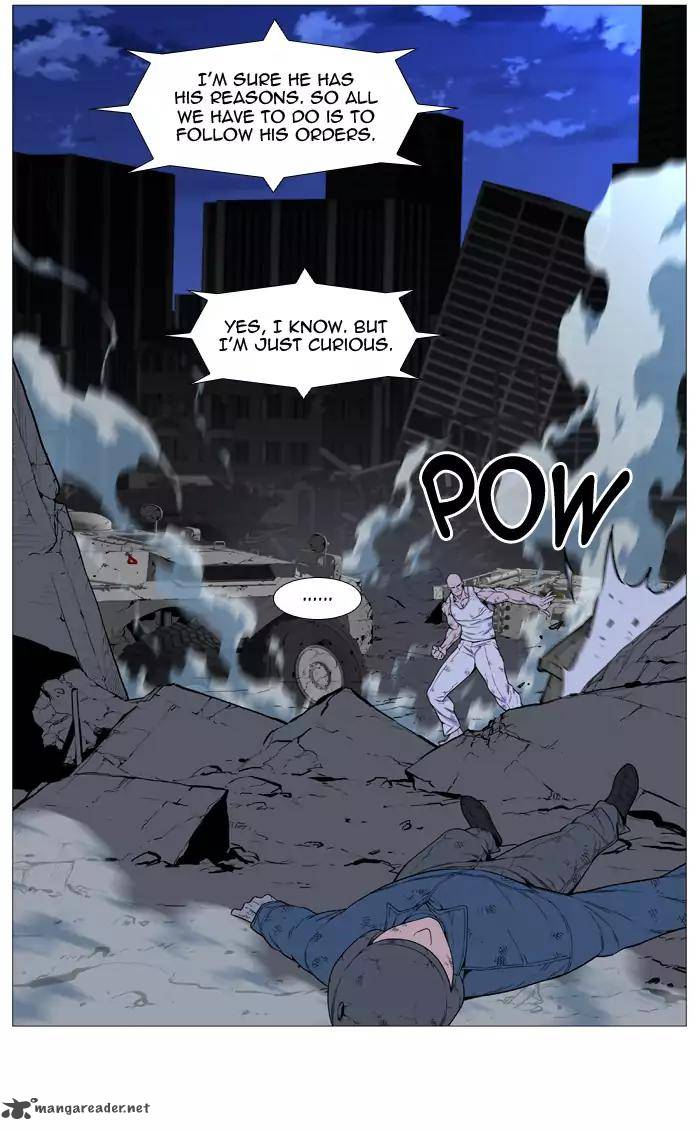 I'M SURE HE HAS
HIS REASONS. SO ALL
WE HAVE TO DO IS TO
FOLLOW HIS ORDERS.
YES, I KNOW. BUT
I'M JUST CURIOUS.
POW
......
mangareader.net